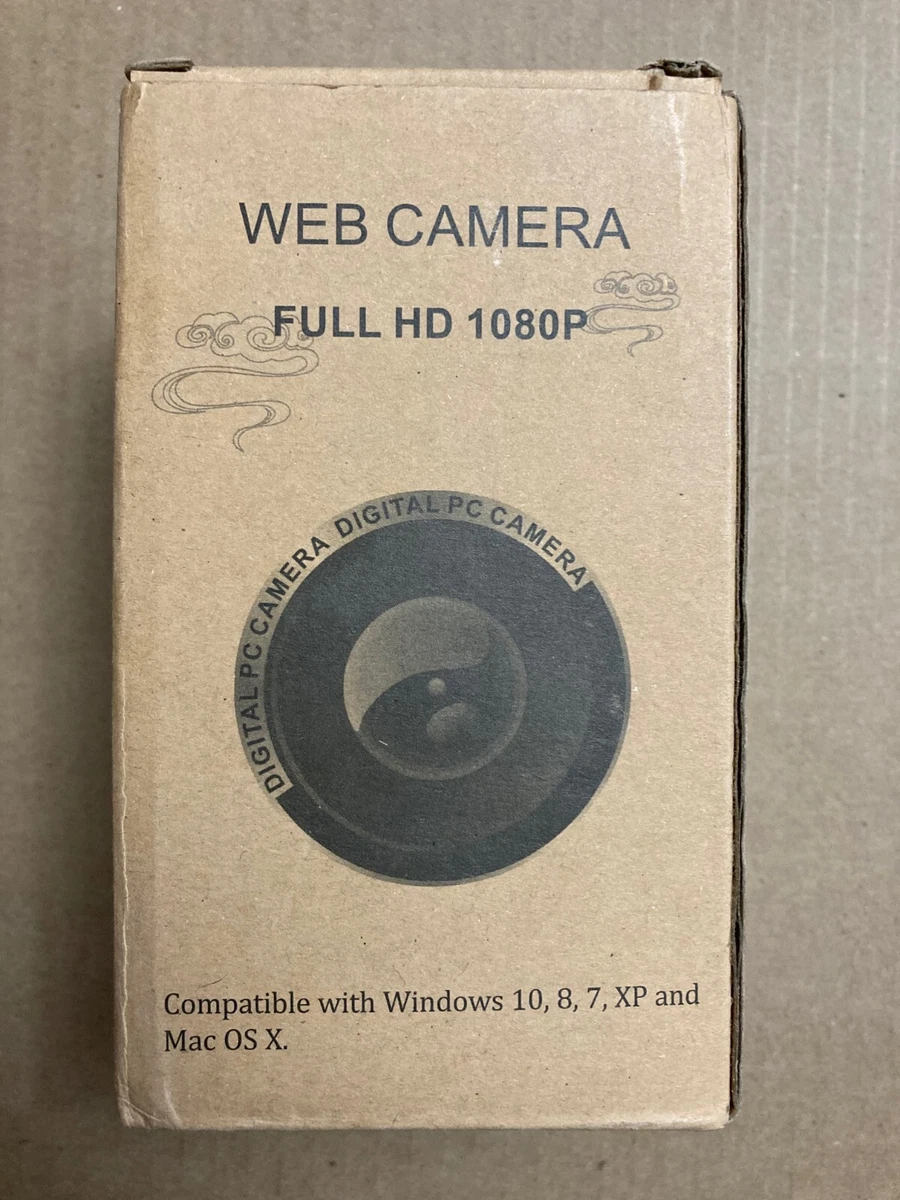 WEB CAMERA
FULL HD 1080P
DIGITAL PC CAMERA DIGITAL PC CAMERA
Compatible with Windows 10, 8, 7, XP and
Mac OS X.